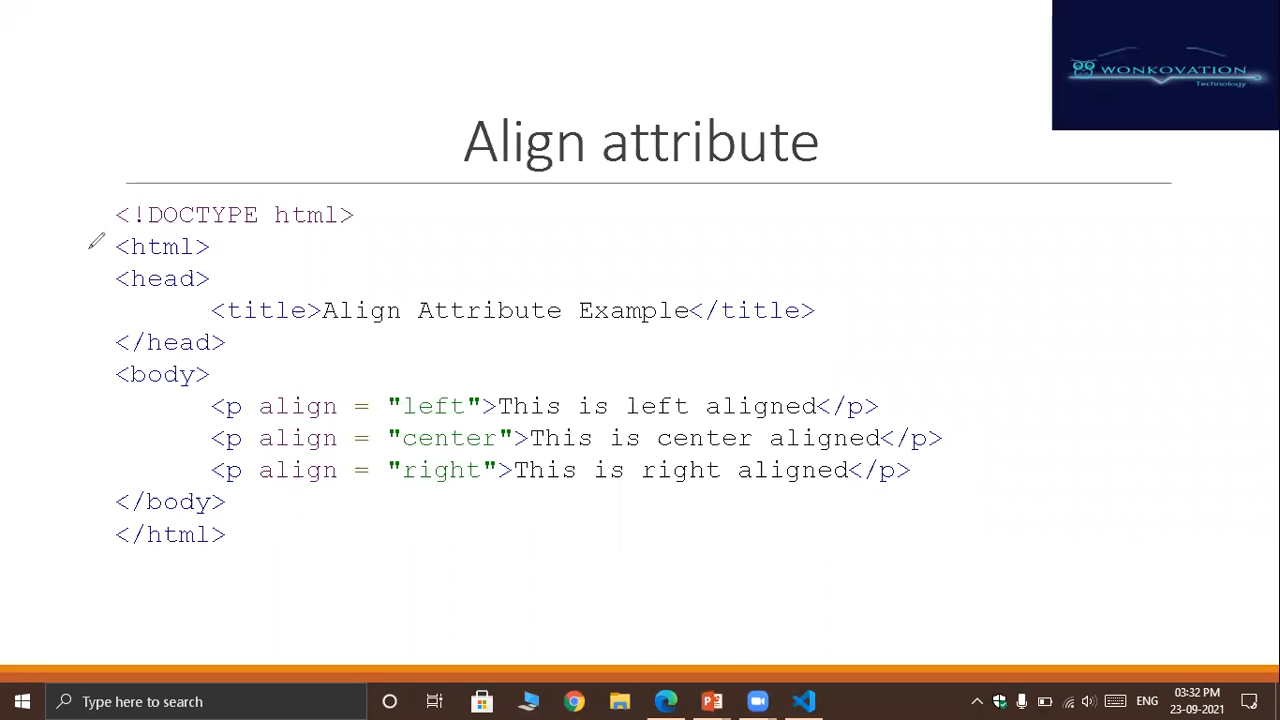 WONKOVATION
Technology
Align attribute
<!DOCTYPE html>
<html>
<head>
<title>Align Attribute Example</title>
</head>
<body>
<p align = "left">This is left aligned</p>
<p align = "center">This is center aligned</p>
<p align = "right">This is right aligned</p>
</body>
</html>
Type here to search
ENG
03:32 PM
23-09-2021